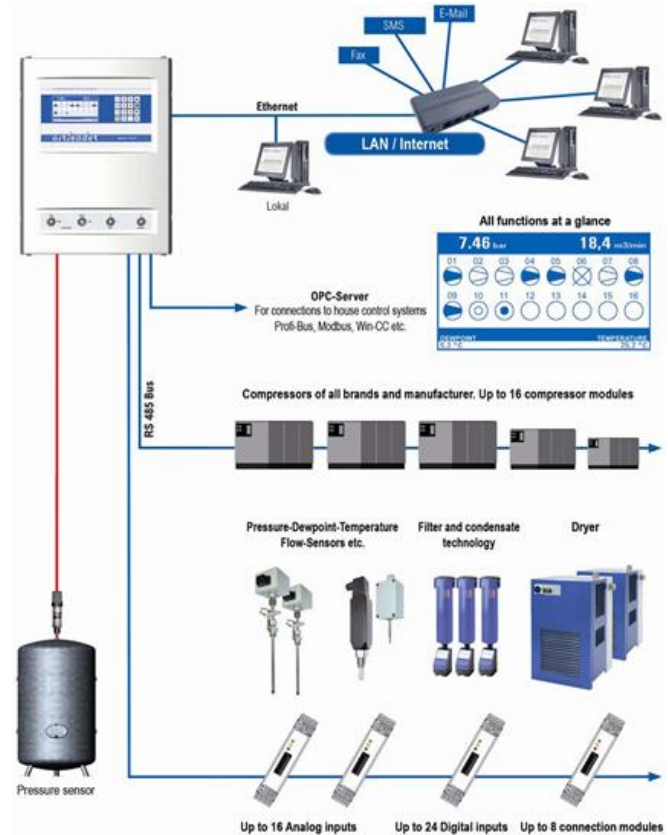 E-Mail
SMS
Fax
Ethernet
LAN / Internet
Lokal
All functions at a glance
7.46 bar 18,4 m3/min
01 02 03 04 05 06 07 08
09 10 11 12 13 14 15 16
DEWPOINT TEMPERATURE
OPC-Server
For connections to house control systems
Profi-Bus, Modbus, Win-CC etc.
RS 485 Bus
Compressors of all brands and manufacturer. Up to 16 compressor modules
Pressure-Dewpoint-Temperature
Flow-Sensors etc.
Filter and condensate
technology
Dryer
Pressure sensor
Up to 16 Analog inputs
Up to 24 Digital inputs
Up to 8 connection modules